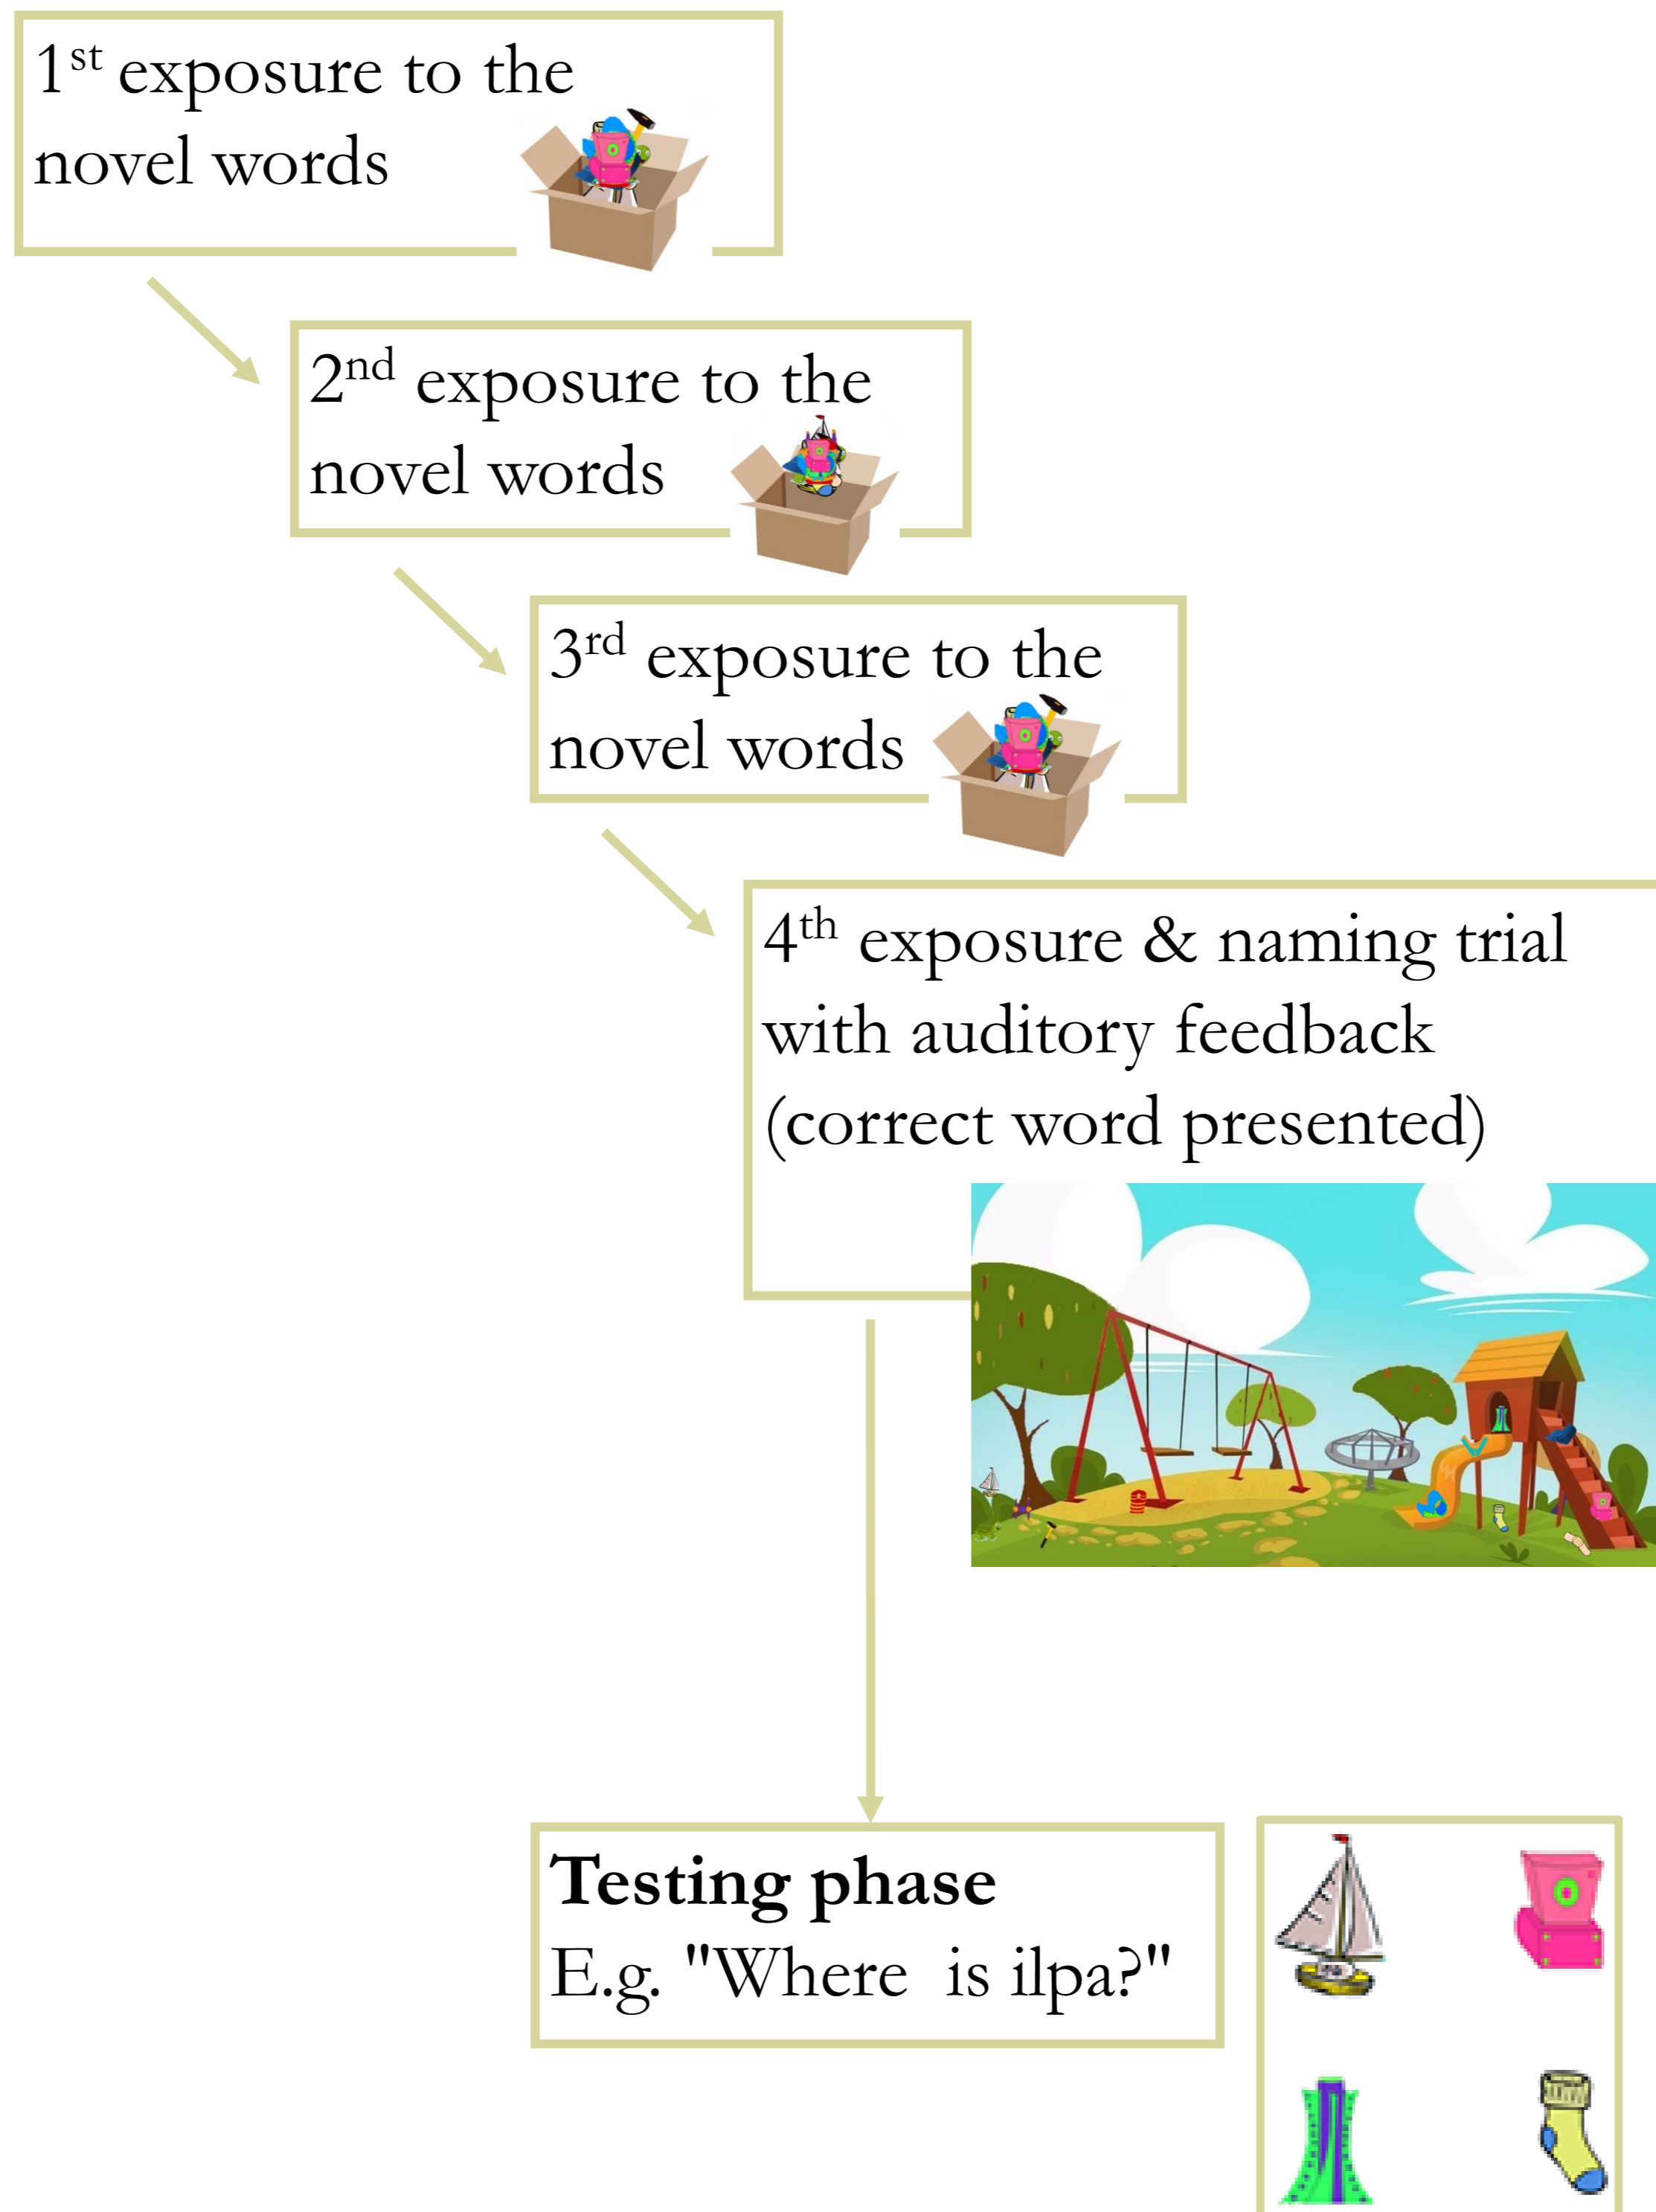 1st exposure to the
novel words
2nd exposure to the
novel words
3rd exposure to the
novel words
4th exposure & naming trial
with auditory feedback
(correct word presented)
Testing phase
E.g. "Where  is ilpa?"